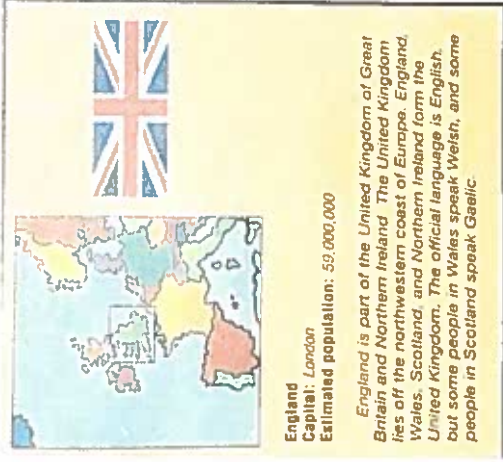 England
Capital: London
Estimated population: 59,000,000
England is part of the United Kingdom of Great
Britain and Northern Ireland The United Kingdom
lies off the northwestern coast of Europe. England,
Wales, Scotland, and Northern Ireland form the
United Kingdom. The official language is English.
but some people in Wales speak Welsh, and some
people in Scotland speak Gaelic.